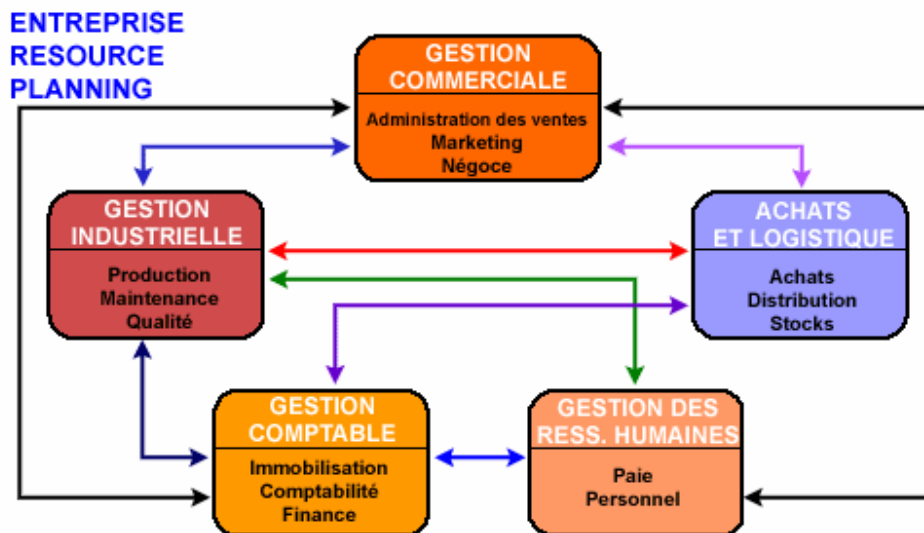 ENTREPRISE
RESOURCE
PLANNING
GESTION
COMMERCIALE
Administration des ventes
Marketing
Négoce
GESTION
INDUSTRIELLE
Production
Maintenance
Qualité
ACHATS
ET LOGISTIQUE
Achats
Distribution
Stocks
GESTION
COMPTABLE
Immobilisation
Comptabilité
Finance
GESTION DES
RESS. HUMAINES
Paie
Personnel